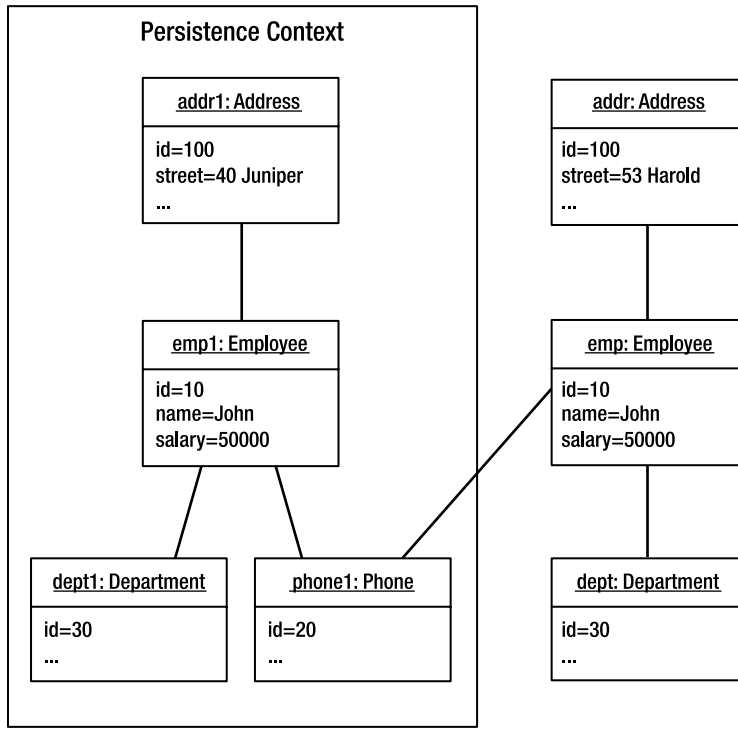 Persistence Context
addr1: Address
id=100
street=40 Juniper
...
addr: Address
id=100
street=53 Harold
...
emp1: Employee
id=10
name=John
salary=50000
emp: Employee
id=10
name=John
salary=50000
dept1: Department
id=30
...
phone1: Phone
id=20
...
dept: Department
id=30
...